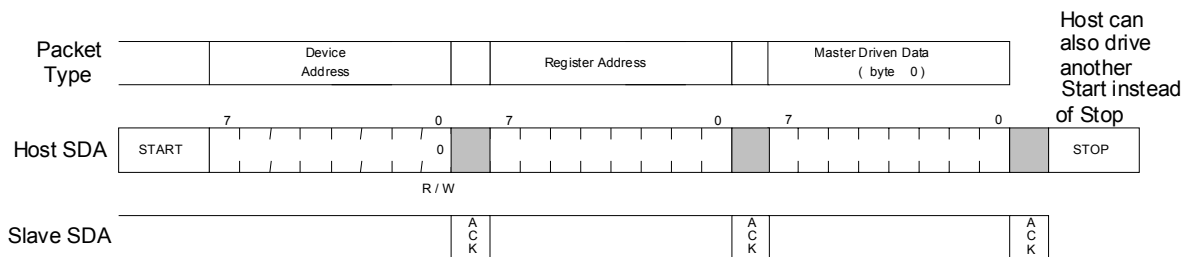 Packet
Type
Device
Address
Register Address
Master Driven Data
( byte 0 )
Host can
also drive
another
Start instead
of Stop
7 0 7 0 7 0
Host SDA START 0 STOP
R / W
Slave SDA
A
C
K
A
C
K
A
C
K